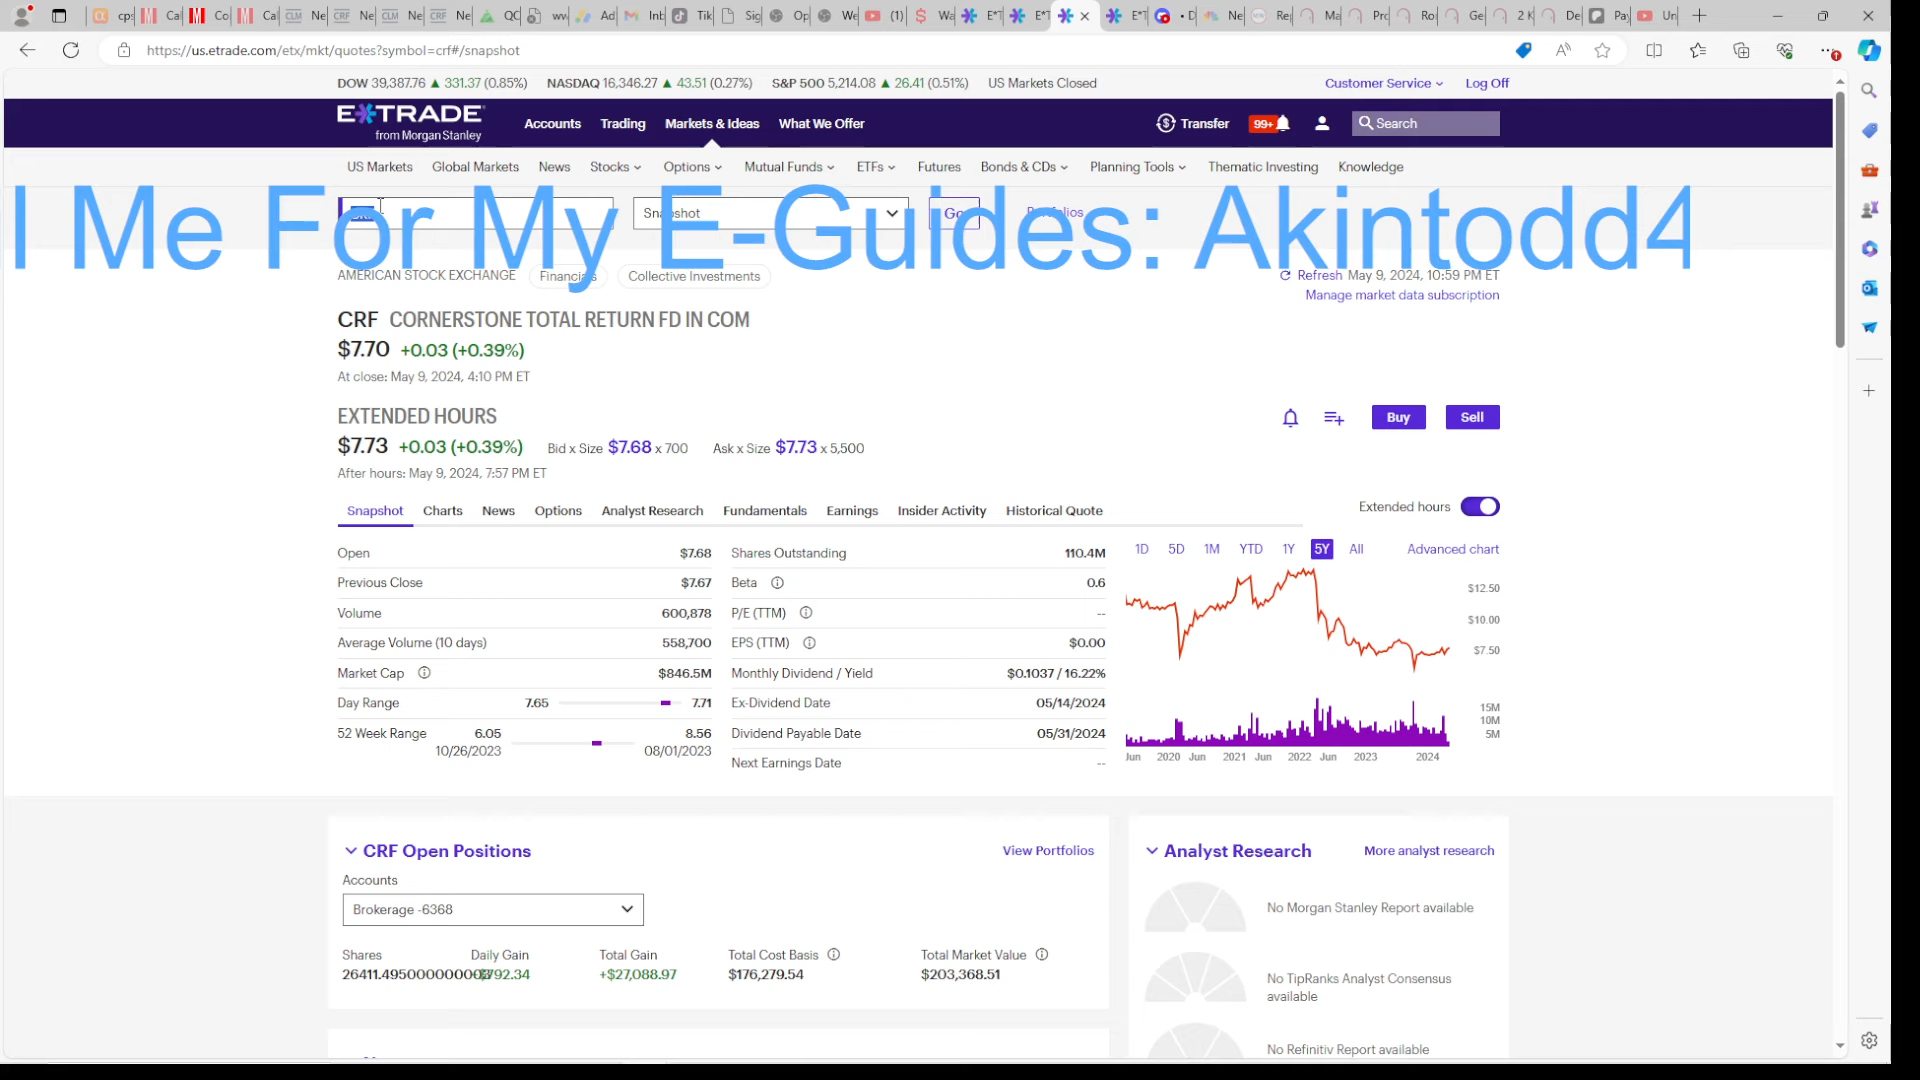 https://us.etrade.com/etx/mkt/quotes?symbol=crf#/snapshot
DOW 39,387.76 ▲ 331.37 (0.85%) NASDAQ 16,346.27 ▲ 43.51 (0.27%) S&P 500 5,214.08 ▲ 26.41 (0.51%) US Markets Closed Customer Service Log Off
E*TRADE
from Morgan Stanley
Accounts Trading Markets & Ideas What We Offer Transfer 99+ Search
US Markets Global Markets News Stocks Options Mutual Funds ETFs Futures Bonds & CDs Planning Tools Thematic Investing Knowledge
Snapshot Go Portfolios
l Me For My E-Guides: Akintodd4
AMERICAN STOCK EXCHANGE Financials Collective Investments Refresh May 9, 2024, 10:59 PM ET
Manage market data subscription
CRF CORNERSTONE TOTAL RETURN FD IN COM
$7.70 +0.03 (+0.39%)
At close: May 9, 2024, 4:10 PM ET
EXTENDED HOURS
Buy Sell
$7.73 +0.03 (+0.39%) Bid x Size $7.68 x 700 Ask x Size $7.73 x 5,500
After hours: May 9, 2024, 7:57 PM ET
Snapshot Charts News Options Analyst Research Fundamentals Earnings Insider Activity Historical Quote Extended hours
Open $7.68
Previous Close $7.67
Volume 600,878
Average Volume (10 days) 558,700
Market Cap $846.5M
Day Range 7.65 7.71
52 Week Range 6.05 8.56
10/26/2023 08/01/2023
Shares Outstanding 110.4M
Beta 0.6
P/E (TTM) --
EPS (TTM) $0.00
Monthly Dividend / Yield $0.1037 / 16.22%
Ex-Dividend Date 05/14/2024
Dividend Payable Date 05/31/2024
Next Earnings Date --
1D 5D 1M YTD 1Y 5Y All Advanced chart
$12.50
$10.00
$7.50
15M
10M
5M
Jun 2020 Jun 2021 Jun 2022 Jun 2023 2024
CRF Open Positions View Portfolios
Accounts
Brokerage -6368
Shares Daily Gain Total Gain Total Cost Basis Total Market Value
26411.495000000003 $792.34 +$27,088.97 $176,279.54 $203,368.51
Analyst Research More analyst research
No Morgan Stanley Report available
No TipRanks Analyst Consensus
available
No Refinitiv Report available